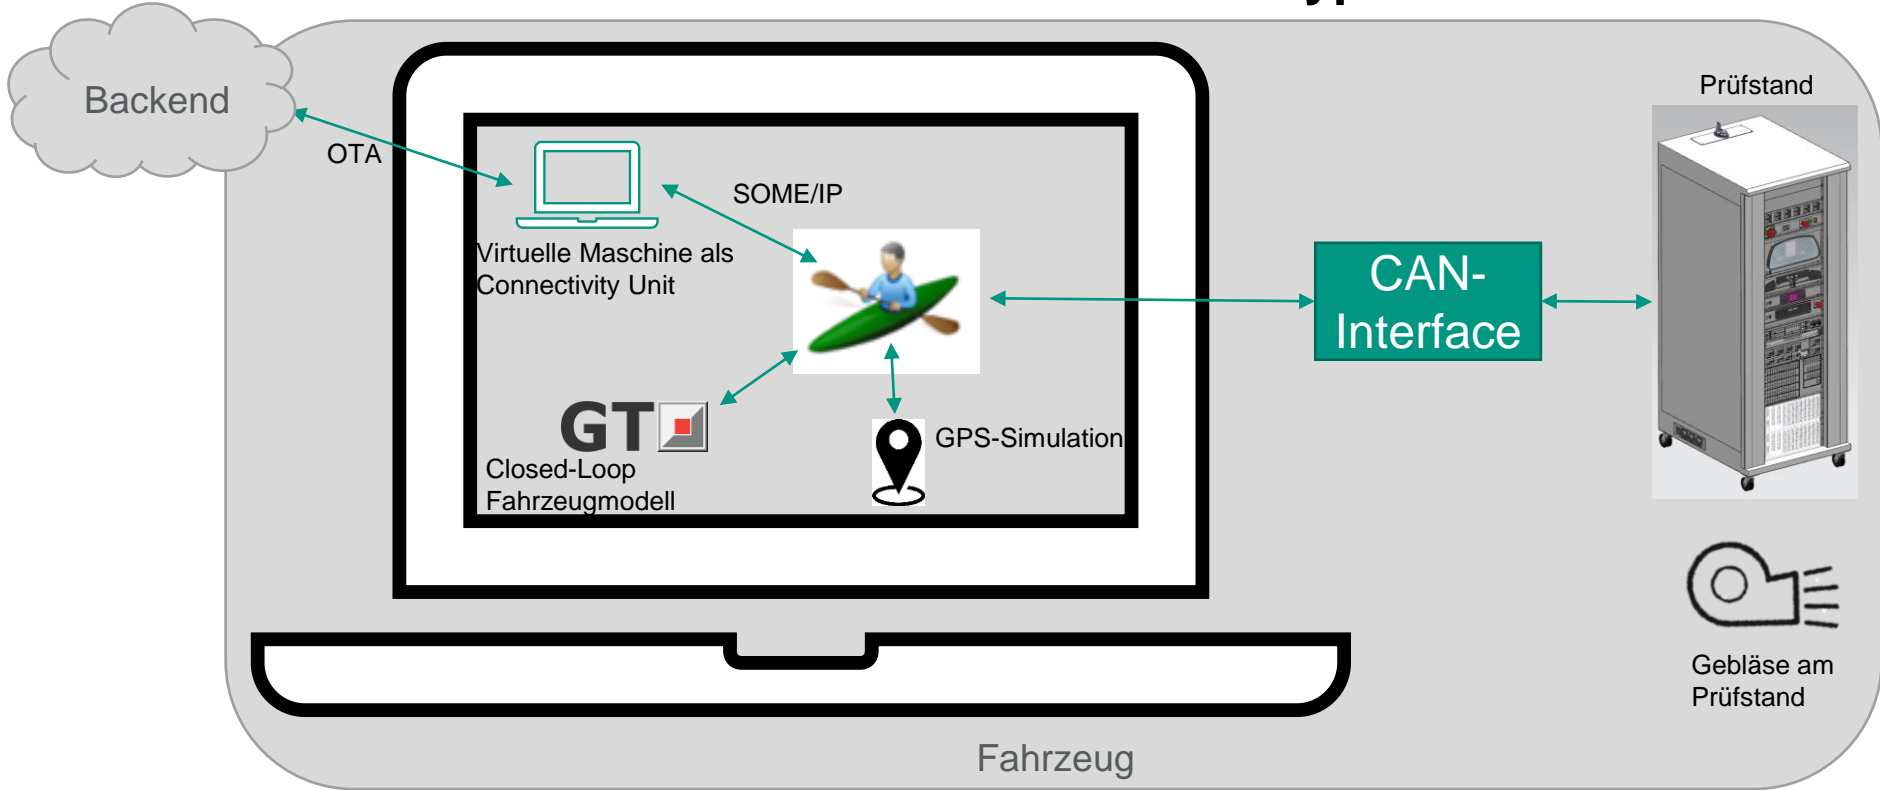 Backend
OTA
SOME/IP
Virtuelle Maschine als
Connectivity Unit
GT
Closed-Loop
Fahrzeugmodell
GPS-Simulation
CAN-
Interface
Prüfstand
Gebläse am
Prüfstand
Fahrzeug